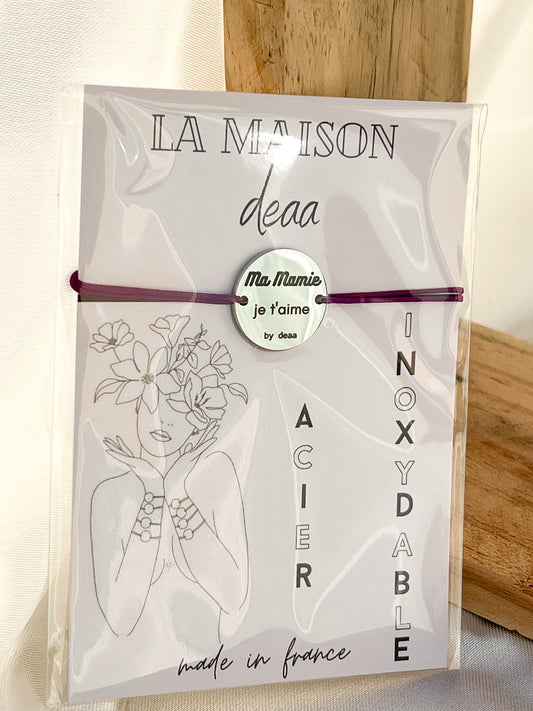 LA MAISON
deaa
Ma Mamie
je t'aime
by deaa
ACIER
INOXYDABLE
made in france